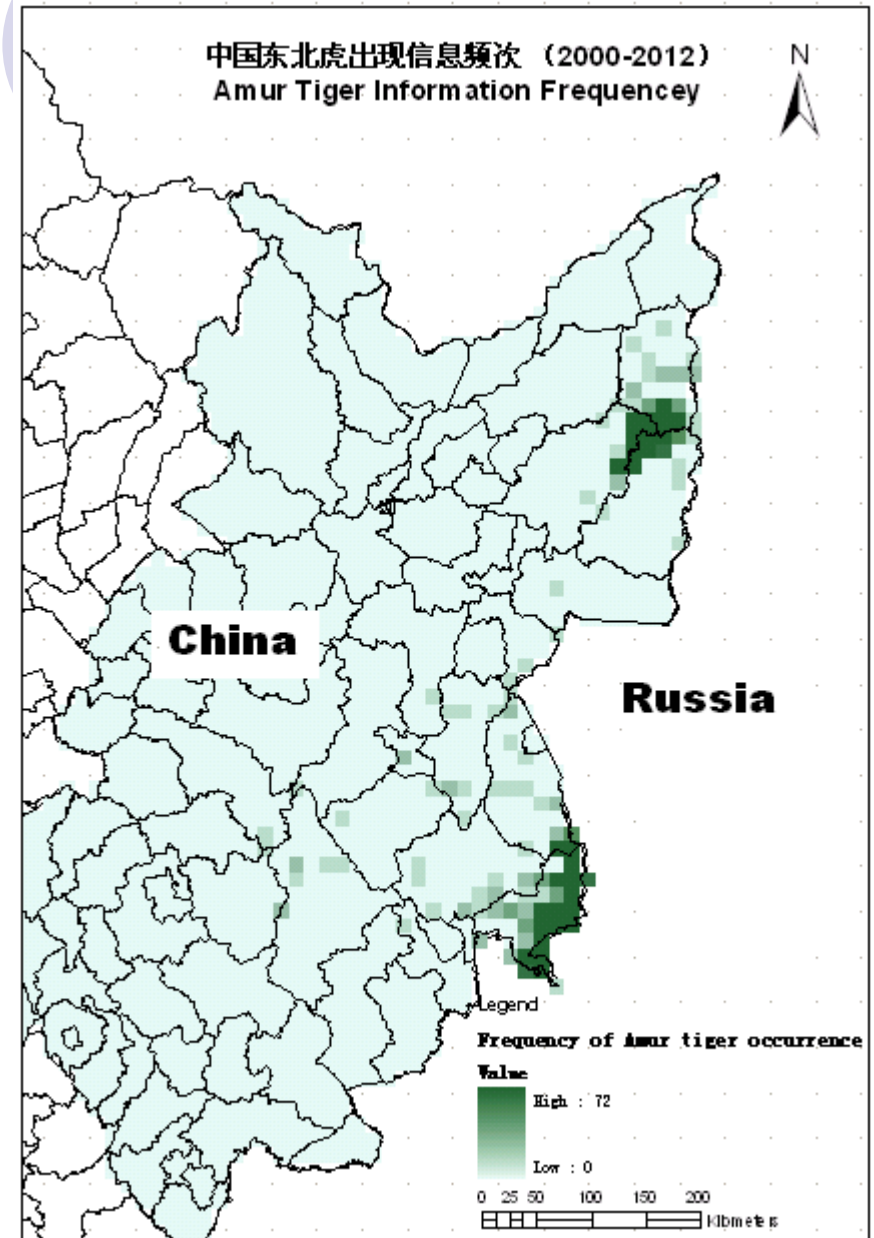 中国东北虎出现信息频次 （2000-2012）
Amur Tiger Information Frequencey
N
China
Russia
Legend
Frequency of Amur tiger occurrence
Value
High : 72
Low : 0
0 25 50 100 150 200
Kilometers